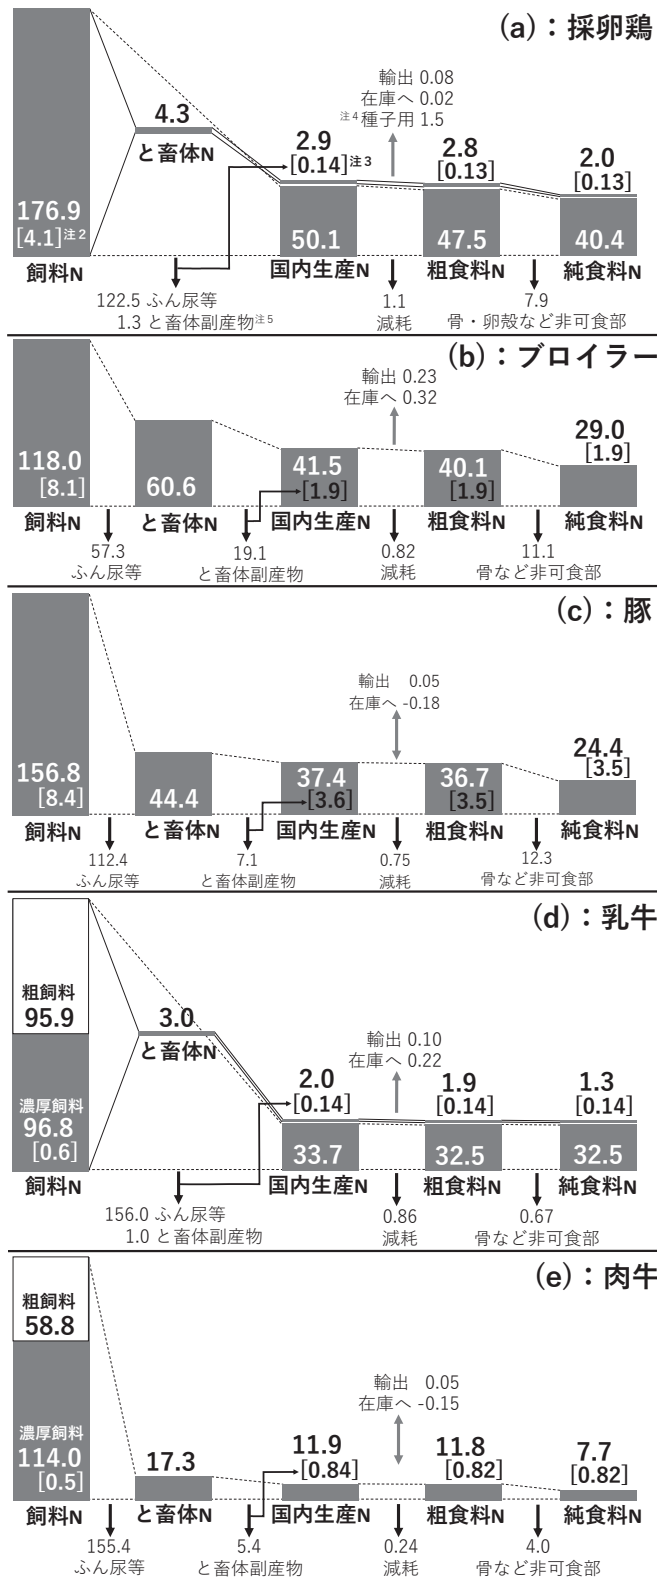 (a)：採卵鶏
輸出 0.08
在庫へ 0.02
注4種子用 1.5
4.3
と畜体N
2.9
[0.14]注3
2.8
[0.13]
2.0
[0.13]
176.9
[4.1]注2
50.1
47.5
40.4
飼料N
国内生産N
粗食料N
純食料N
122.5 ふん尿等
1.3 と畜体副産物注5
1.1
減耗
7.9
骨・卵殻など非可食部
(b)：ブロイラー
輸出 0.23
在庫へ 0.32
118.0
[8.1]
60.6
41.5
[1.9]
40.1
[1.9]
29.0
[1.9]
飼料N
と畜体N
国内生産N
粗食料N
純食料N
57.3
ふん尿等
19.1
と畜体副産物
0.82
減耗
11.1
骨など非可食部
(c)：豚
輸出 0.05
在庫へ -0.18
156.8
[8.4]
44.4
37.4
[3.6]
36.7
[3.5]
24.4
[3.5]
飼料N
と畜体N
国内生産N
粗食料N
純食料N
112.4
ふん尿等
7.1
と畜体副産物
0.75
減耗
12.3
骨など非可食部
(d)：乳牛
粗飼料
95.9
3.0
と畜体N
輸出 0.10
在庫へ 0.22
濃厚飼料
96.8
[0.6]
2.0
[0.14]
1.9
[0.14]
1.3
[0.14]
33.7
32.5
32.5
飼料N
国内生産N
粗食料N
純食料N
156.0 ふん尿等
1.0 と畜体副産物
0.86
減耗
0.67
骨など非可食部
(e)：肉牛
粗飼料
58.8
輸出 0.05
在庫へ -0.15
濃厚飼料
114.0
[0.5]
17.3
11.9
[0.84]
11.8
[0.82]
7.7
[0.82]
飼料N
と畜体N
国内生産N
粗食料N
純食料N
155.4
ふん尿等
5.4
と畜体副産物
0.24
減耗
4.0
骨など非可食部